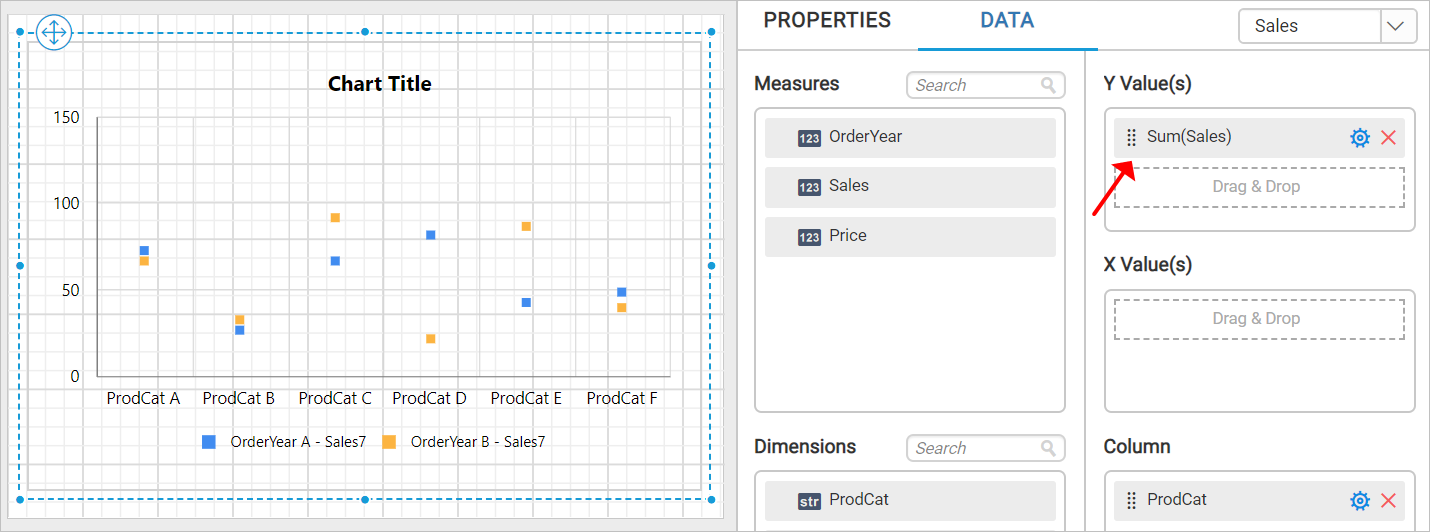 Chart Title
150
100
50
0
ProdCat A ProdCat B ProdCat C ProdCat D ProdCat E ProdCat F
OrderYear A - Sales7 OrderYear B - Sales7
PROPERTIES DATA Sales
Measures Search
123 OrderYear
123 Sales
123 Price
Dimensions Search
str ProdCat
Y Value(s)
Sum(Sales)
Drag & Drop
X Value(s)
Drag & Drop
Column
ProdCat